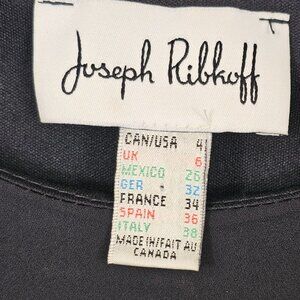 Joseph Ribkoff
CAN/USA 4
UK 6
MEXICO 26
GER 32
FRANCE 34
SPAIN 36
ITALY 38
MADE IN/FAIT AU
CANADA